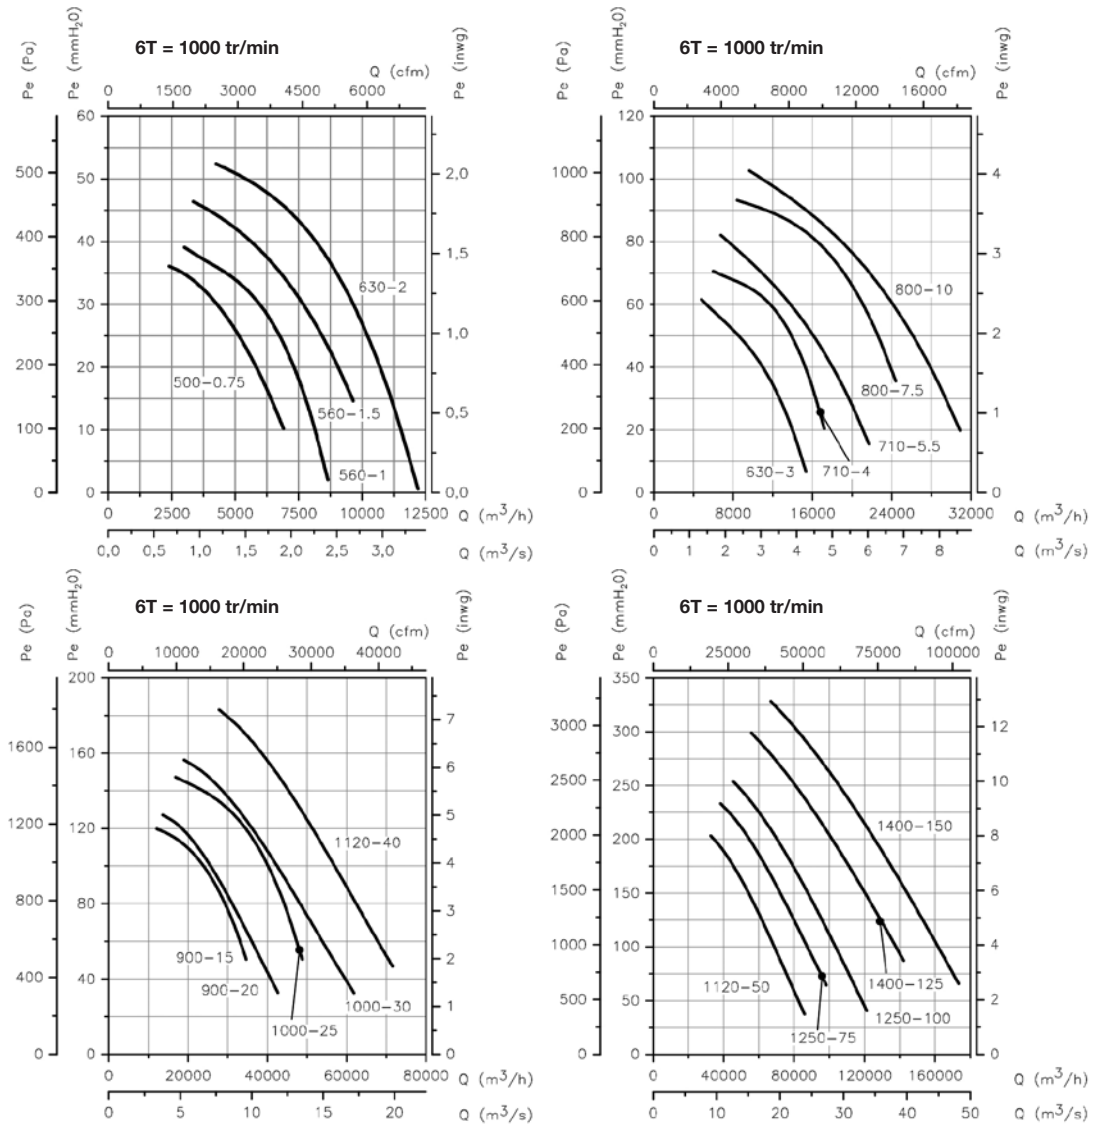 6T = 1000 tr/min
Q (cfm)
0 1500 3000 4500 6000
Pe (Pa)
Pe (mmH2O)
Pe (inwg)
500
400
300
200
100
0
60
50
40
30
20
10
0
2,0
1,5
1,0
0,5
0,0
630-2
500-0.75
560-1.5
560-1
0 2500 5000 7500 10000 12500 Q (m³/h)
0,0 0,5 1,0 1,5 2,0 2,5 3,0 Q (m³/s)
6T = 1000 tr/min
Q (cfm)
0 4000 8000 12000 16000
Pe (Pa)
Pe (mmH2O)
Pe (inwg)
1000
800
600
400
200
0
120
100
80
60
40
20
0
4
3
2
1
0
800-10
800-7.5
710-5.5
630-3 710-4
0 8000 16000 24000 32000 Q (m³/h)
0 1 2 3 4 5 6 7 8 Q (m³/s)
6T = 1000 tr/min
Q (cfm)
0 10000 20000 30000 40000
Pe (Pa)
Pe (mmH2O)
Pe (inwg)
1600
1200
800
400
0
200
160
120
80
40
0
7
6
5
4
3
2
1
0
1120-40
900-15
900-20
1000-30
1000-25
0 20000 40000 60000 80000 Q (m³/h)
0 5 10 15 20 Q (m³/s)
6T = 1000 tr/min
Q (cfm)
0 25000 50000 75000 100000
Pe (Pa)
Pe (mmH2O)
Pe (inwg)
3000
2500
2000
1500
1000
500
0
350
300
250
200
150
100
50
0
12
10
8
6
4
2
0
1400-150
1120-50
1400-125
1250-100
1250-75
0 40000 80000 120000 160000 Q (m³/h)
0 10 20 30 40 50 Q (m³/s)